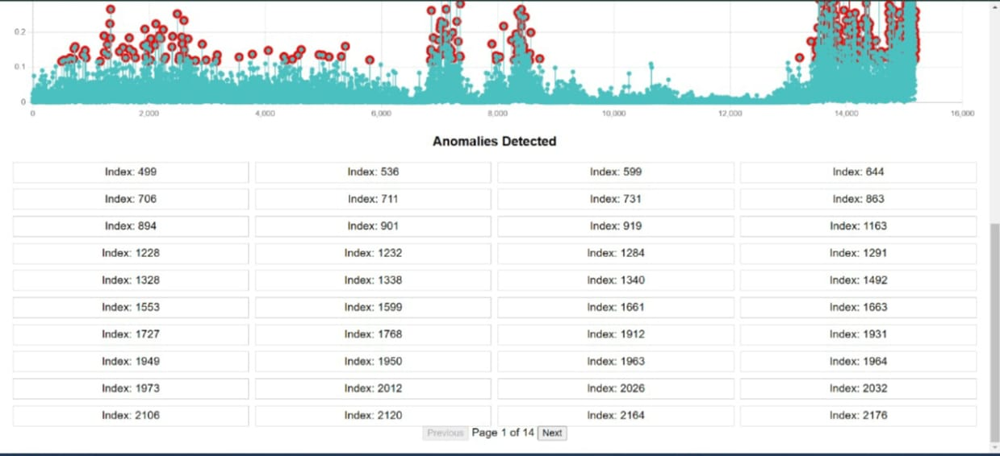 0.2
0.1
0
0 2,000 4,000 6,000 8,000 10,000 12,000 14,000 16,000
Anomalies Detected
Index: 499 Index: 536 Index: 599 Index: 644
Index: 706 Index: 711 Index: 731 Index: 863
Index: 894 Index: 901 Index: 919 Index: 1163
Index: 1228 Index: 1232 Index: 1284 Index: 1291
Index: 1328 Index: 1338 Index: 1340 Index: 1492
Index: 1553 Index: 1599 Index: 1661 Index: 1663
Index: 1727 Index: 1768 Index: 1912 Index: 1931
Index: 1949 Index: 1950 Index: 1963 Index: 1964
Index: 1973 Index: 2012 Index: 2026 Index: 2032
Index: 2106 Index: 2120 Index: 2164 Index: 2176
Previous Page 1 of 14 Next